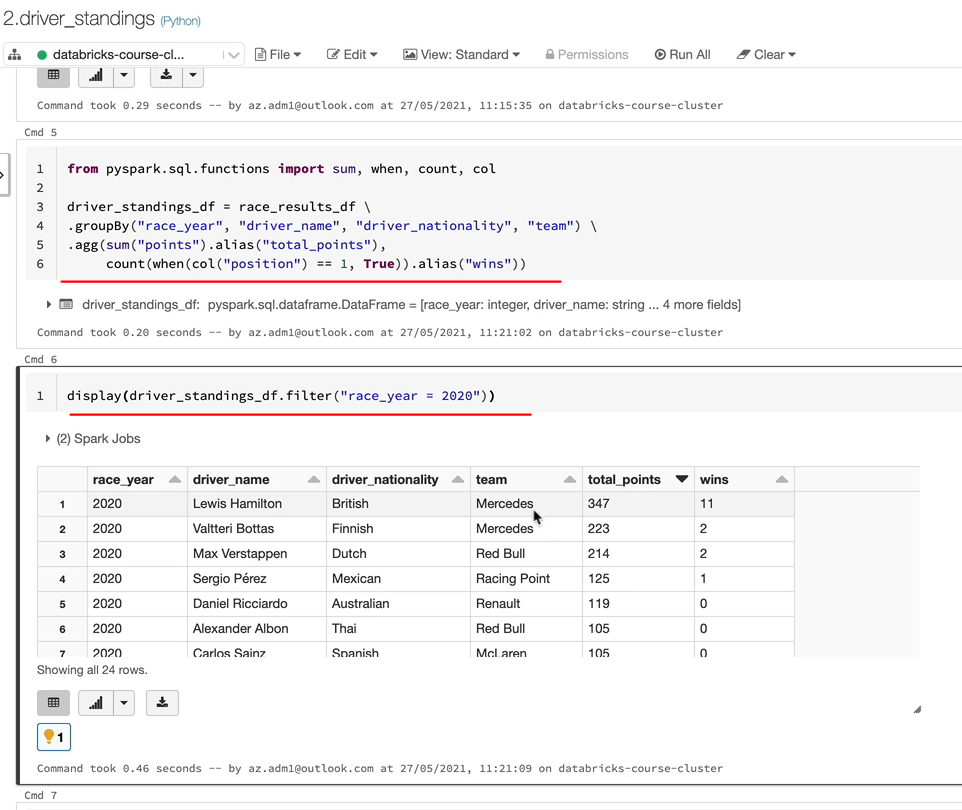 2.driver_standings (Python)
databricks-course-cl... File Edit View: Standard Permissions Run All Clear
Command took 0.29 seconds -- by az.adm1@outlook.com at 27/05/2021, 11:15:35 on databricks-course-cluster
Cmd 5
1 from pyspark.sql.functions import sum, when, count, col
2
3 driver_standings_df = race_results_df \
4 .groupBy("race_year", "driver_name", "driver_nationality", "team") \
5 .agg(sum("points").alias("total_points"),
6 count(when(col("position") == 1, True)).alias("wins"))
driver_standings_df: pyspark.sql.dataframe.DataFrame = [race_year: integer, driver_name: string ... 4 more fields]
Command took 0.20 seconds -- by az.adm1@outlook.com at 27/05/2021, 11:21:02 on databricks-course-cluster
Cmd 6
1 display(driver_standings_df.filter("race_year = 2020"))
(2) Spark Jobs
race_year driver_name driver_nationality team total_points wins
1 2020 Lewis Hamilton British Mercedes 347 11
2 2020 Valtteri Bottas Finnish Mercedes 223 2
3 2020 Max Verstappen Dutch Red Bull 214 2
4 2020 Sergio Pérez Mexican Racing Point 125 1
5 2020 Daniel Ricciardo Australian Renault 119 0
6 2020 Alexander Albon Thai Red Bull 105 0
7 2020 Carlos Sainz Spanish McLaren 105 0
Showing all 24 rows.
1
Command took 0.46 seconds -- by az.adm1@outlook.com at 27/05/2021, 11:21:09 on databricks-course-cluster
Cmd 7